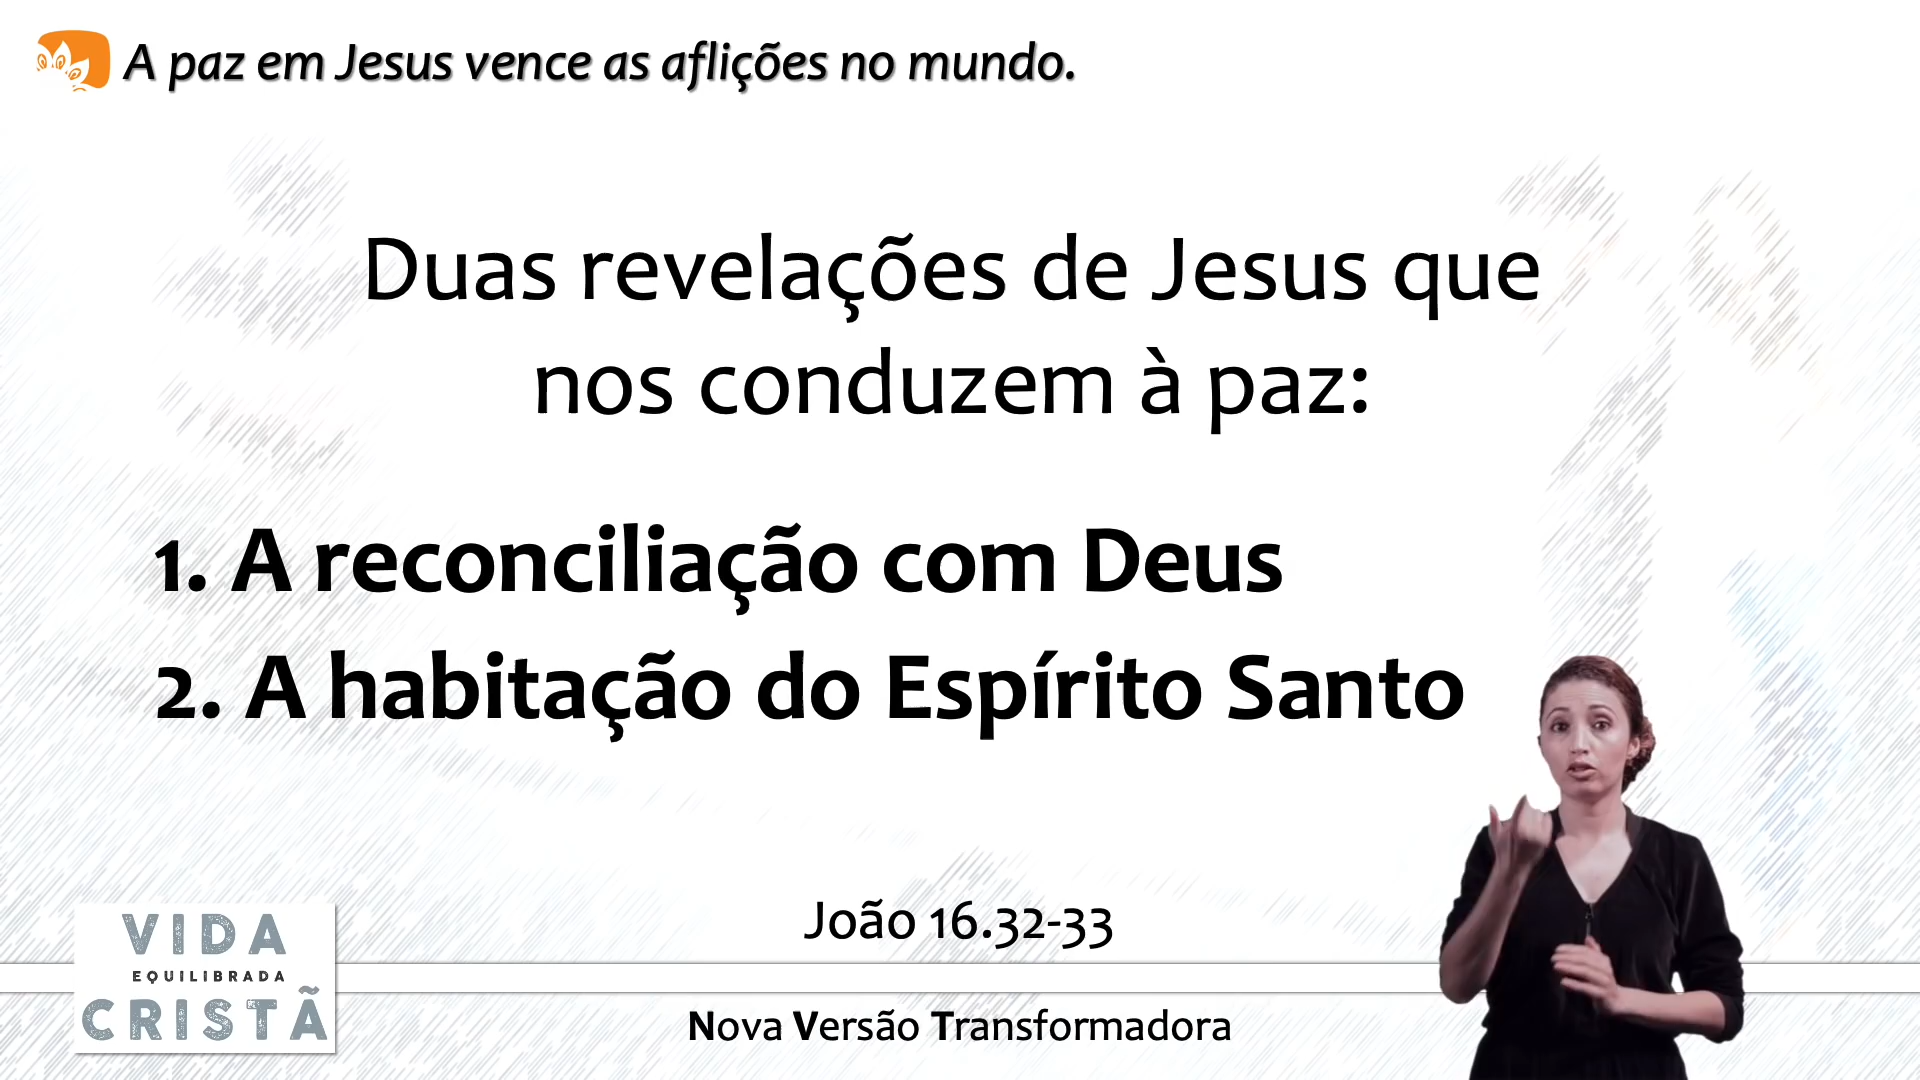 A paz em Jesus vence as aflições no mundo.
Duas revelações de Jesus que
nos conduzem à paz:
1. A reconciliação com Deus
2. A habitação do Espírito Santo
João 16.32-33
VIDA
EQUILIBRADA
CRISTÃ
Nova Versão Transformadora